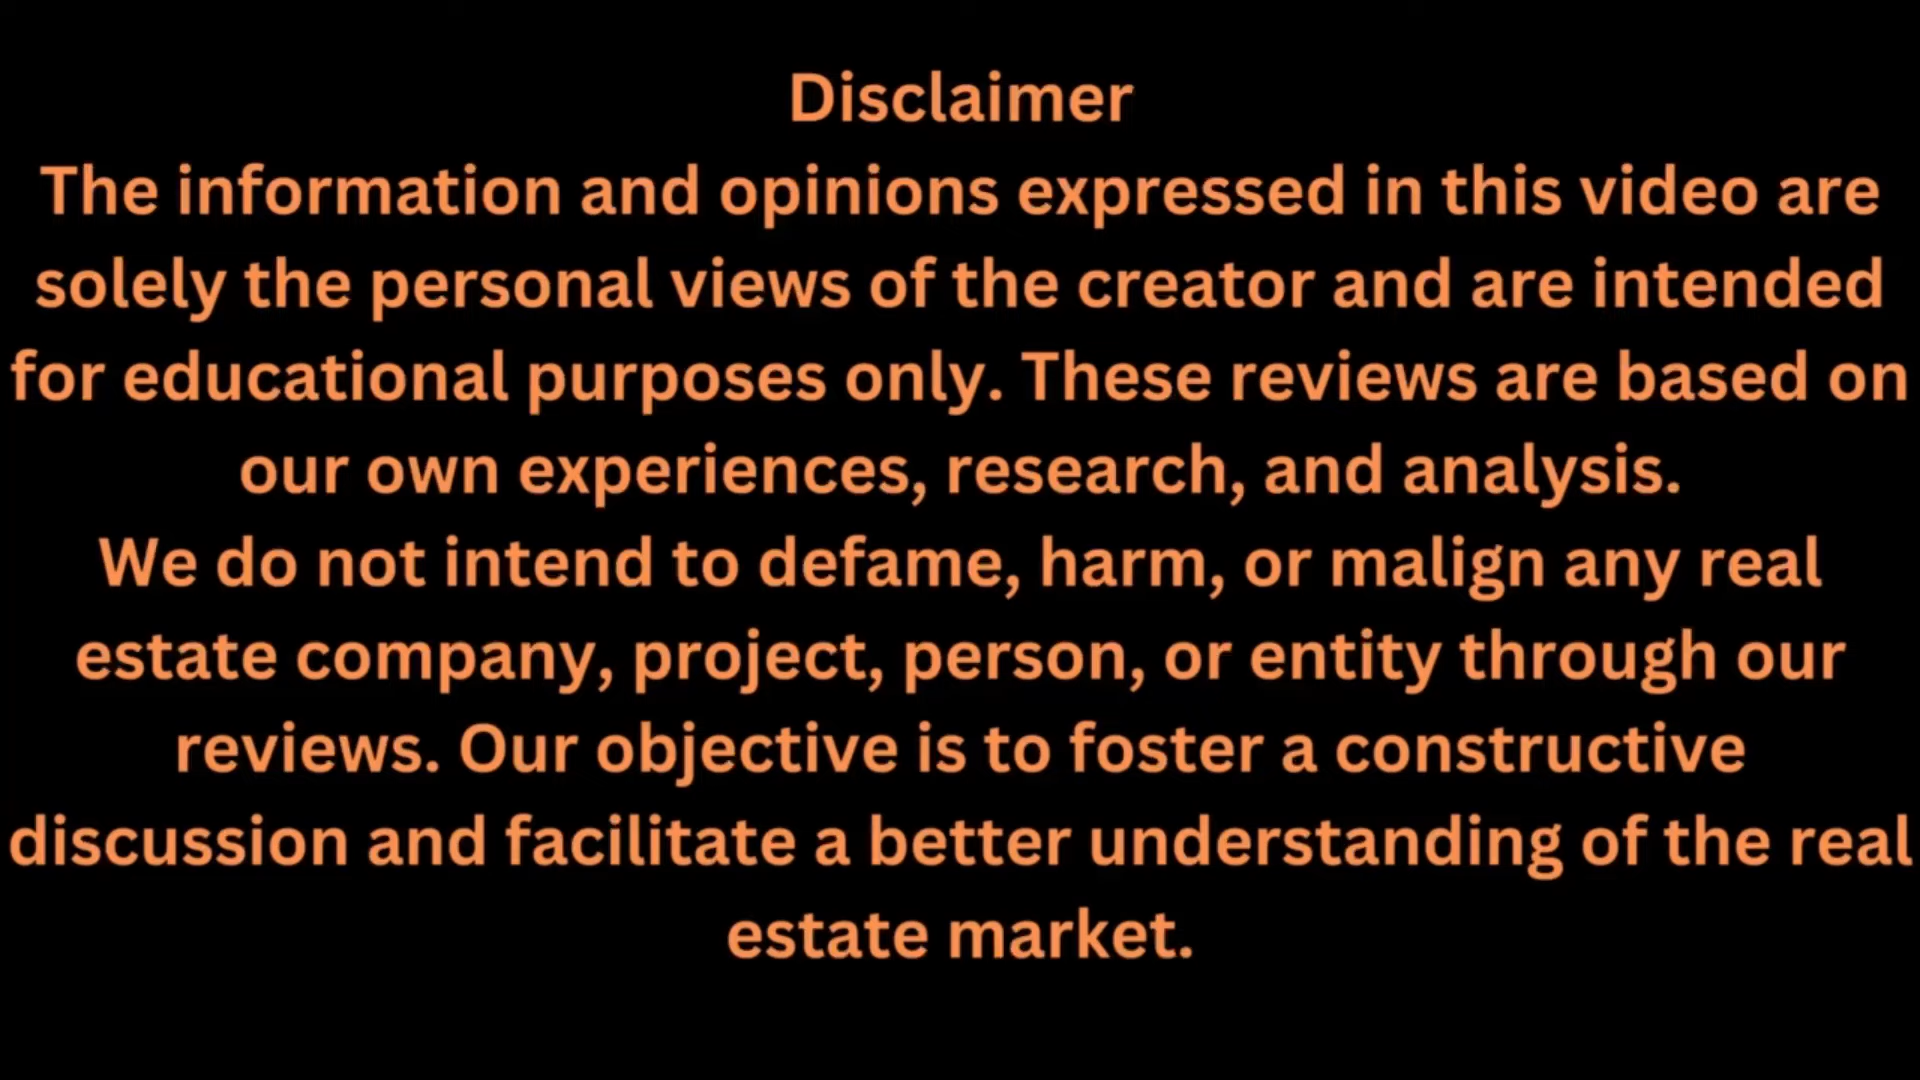 Disclaimer
The information and opinions expressed in this video are
solely the personal views of the creator and are intended
for educational purposes only. These reviews are based on
our own experiences, research, and analysis.
We do not intend to defame, harm, or malign any real
estate company, project, person, or entity through our
reviews. Our objective is to foster a constructive
discussion and facilitate a better understanding of the real
estate market.